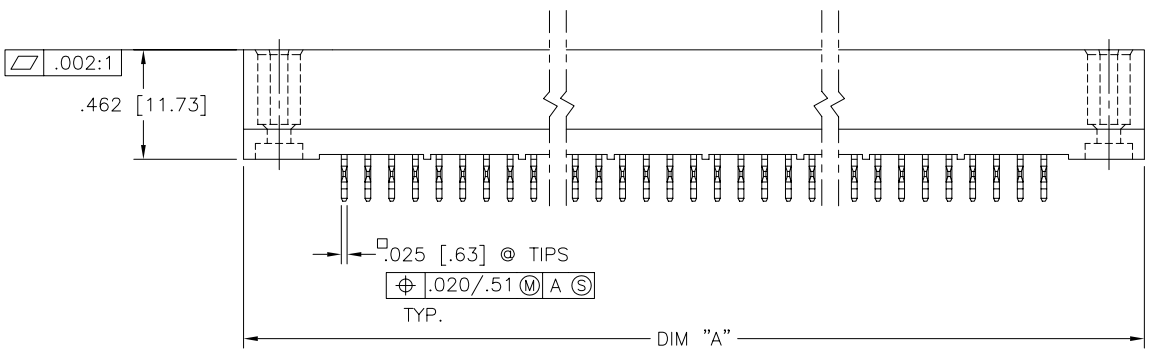 ▱ .002:1
.462 [11.73]
□.025 [.63] @ TIPS
⌖ .020/.51 Ⓜ A Ⓢ
TYP.
DIM "A"